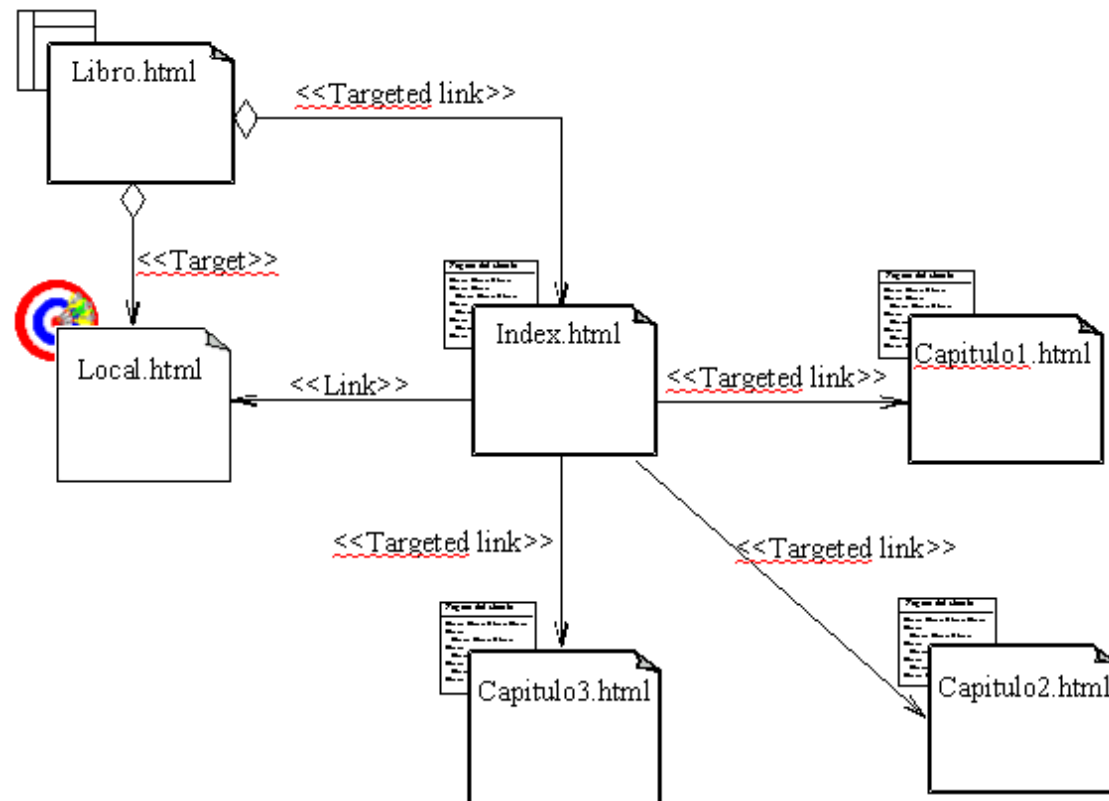 Libro.html
<<Targeted link>>
<<Target>>
Index.html
Local.html
<<Link>>
<<Targeted link>>
Capitulo1.html
<<Targeted link>>
<<Targeted link>>
Capitulo3.html
Capitulo2.html